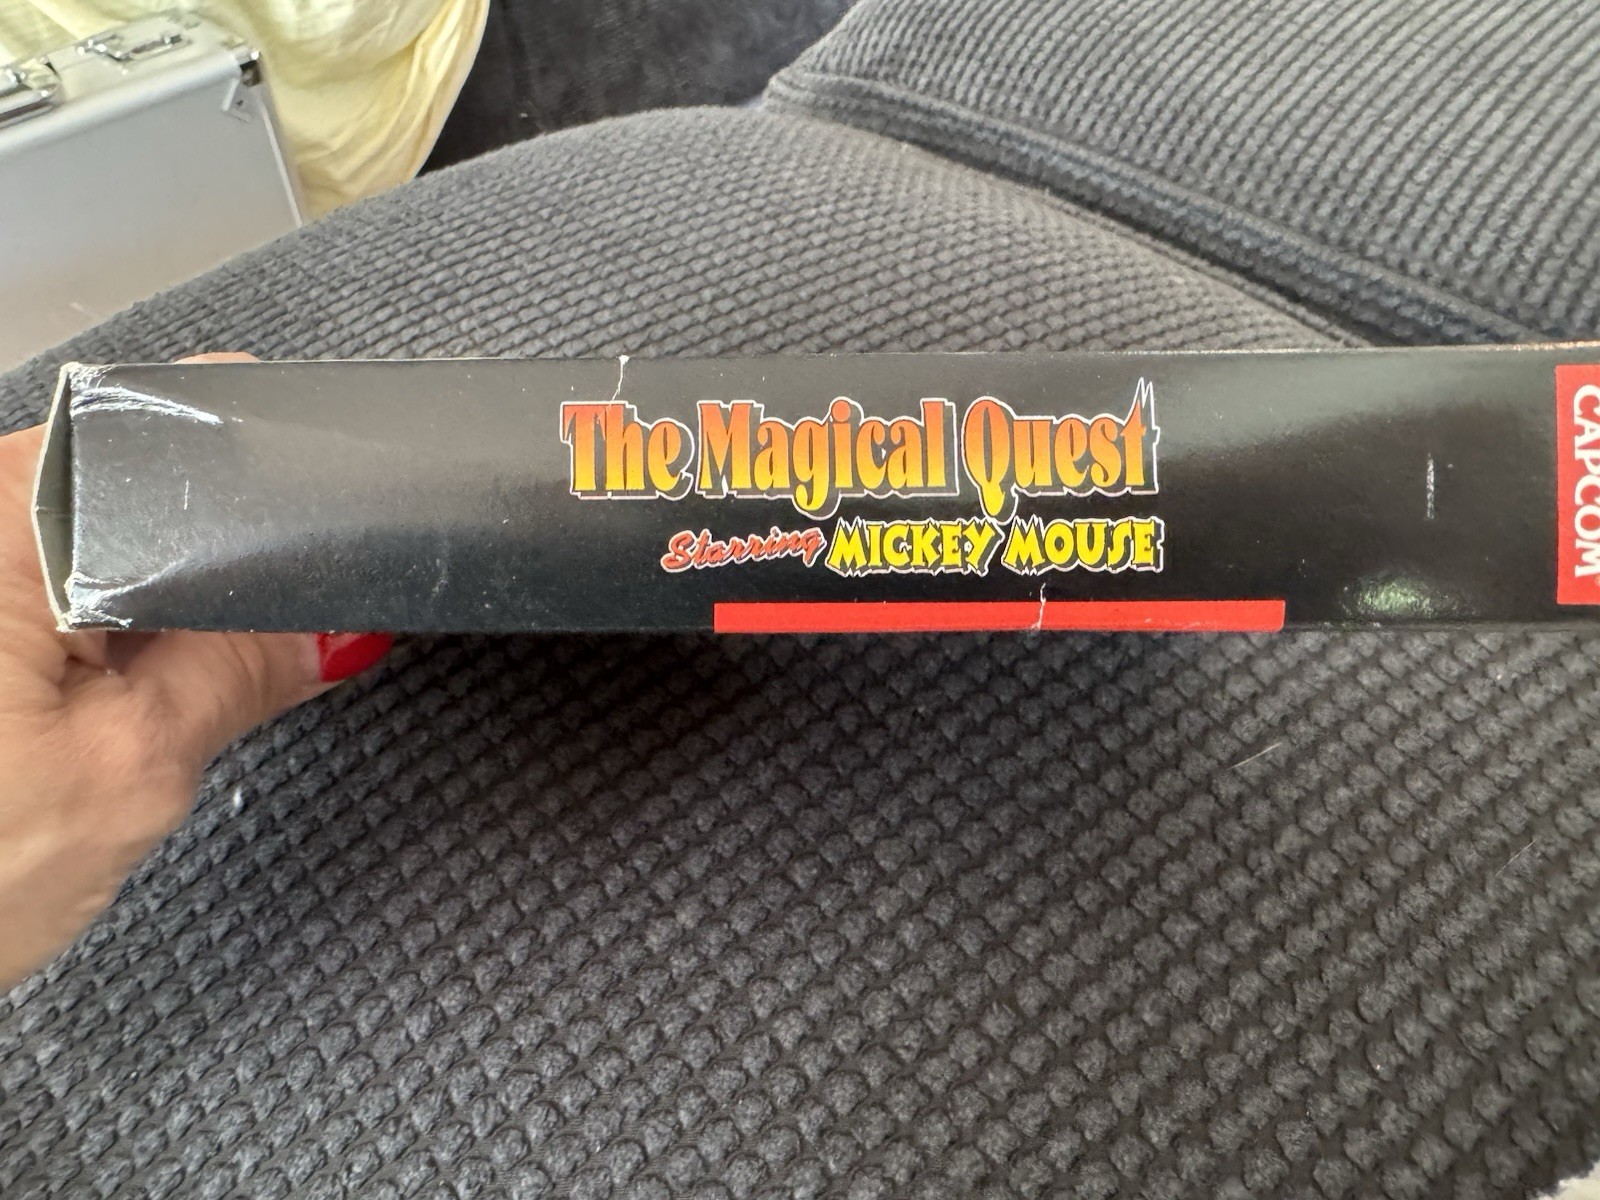 The Magical Quest
Starring MICKEY MOUSE
CAPCOM